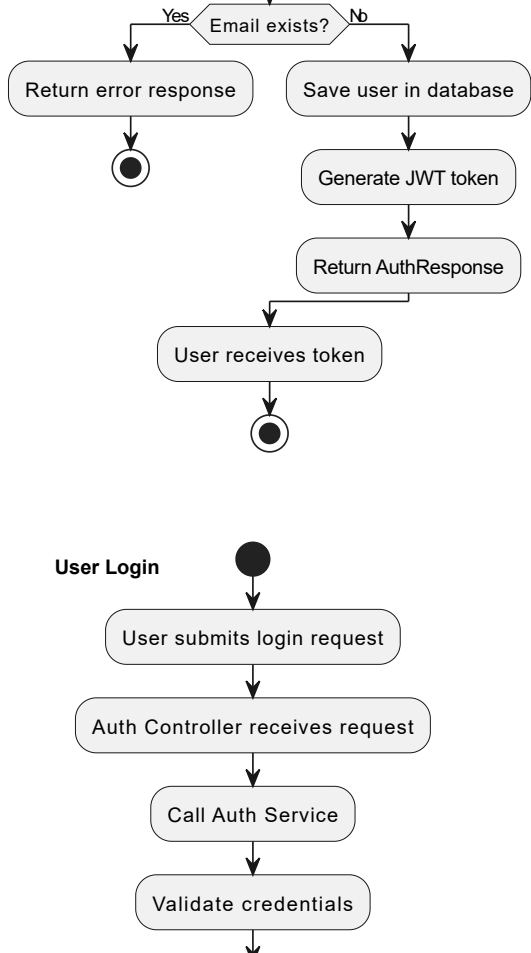 Yes
Email exists?
No
Return error response
Save user in database
Generate JWT token
Return AuthResponse
User receives token
User Login
User submits login request
Auth Controller receives request
Call Auth Service
Validate credentials